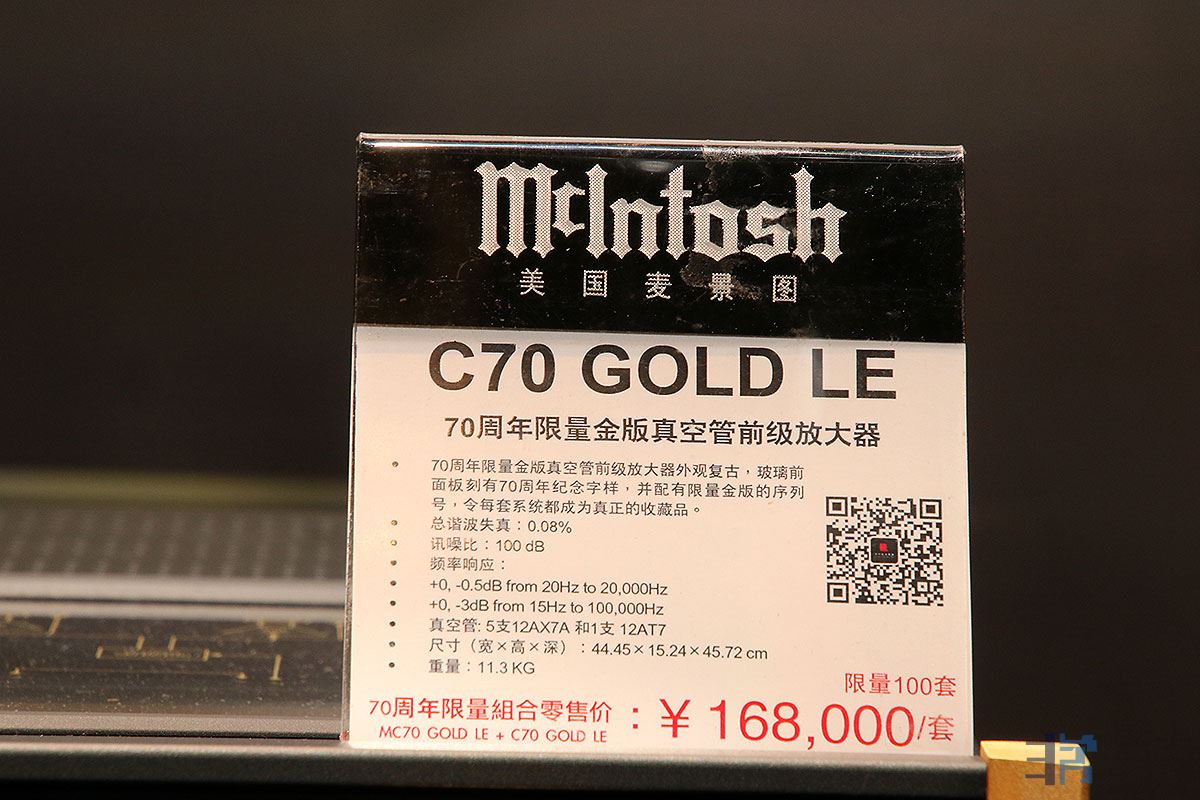 McIntosh
美国麦景图
C70 GOLD LE
70周年限量金版真空管前级放大器
• 70周年限量金版真空管前级放大器外观复古，玻璃前
面板刻有70周年纪念字样，并配有限量金版的序列
号，令每套系统都成为真正的收藏品。
• 总谐波失真：0.08%
• 讯噪比：100 dB
• 频率响应：
• +0, -0.5dB from 20Hz to 20,000Hz
• +0, -3dB from 15Hz to 100,000Hz
• 真空管: 5支12AX7A 和1支 12AT7
• 尺寸（宽×高×深）：44.45×15.24×45.72 cm
• 重量：11.3 KG
限量100套
70周年限量組合零售价：¥ 168,000/套
MC70 GOLD LE + C70 GOLD LE